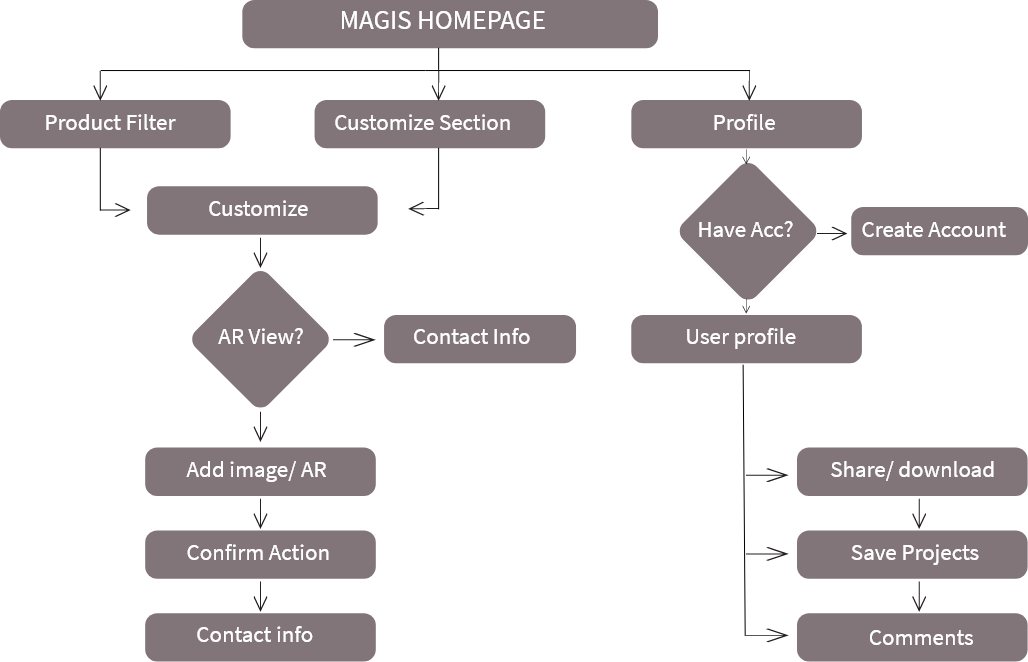 MAGIS HOMEPAGE
Product Filter
Customize Section
Profile
Customize
Have Acc?
Create Account
AR View?
Contact Info
User profile
Add image/ AR
Share/ download
Confirm Action
Save Projects
Contact info
Comments